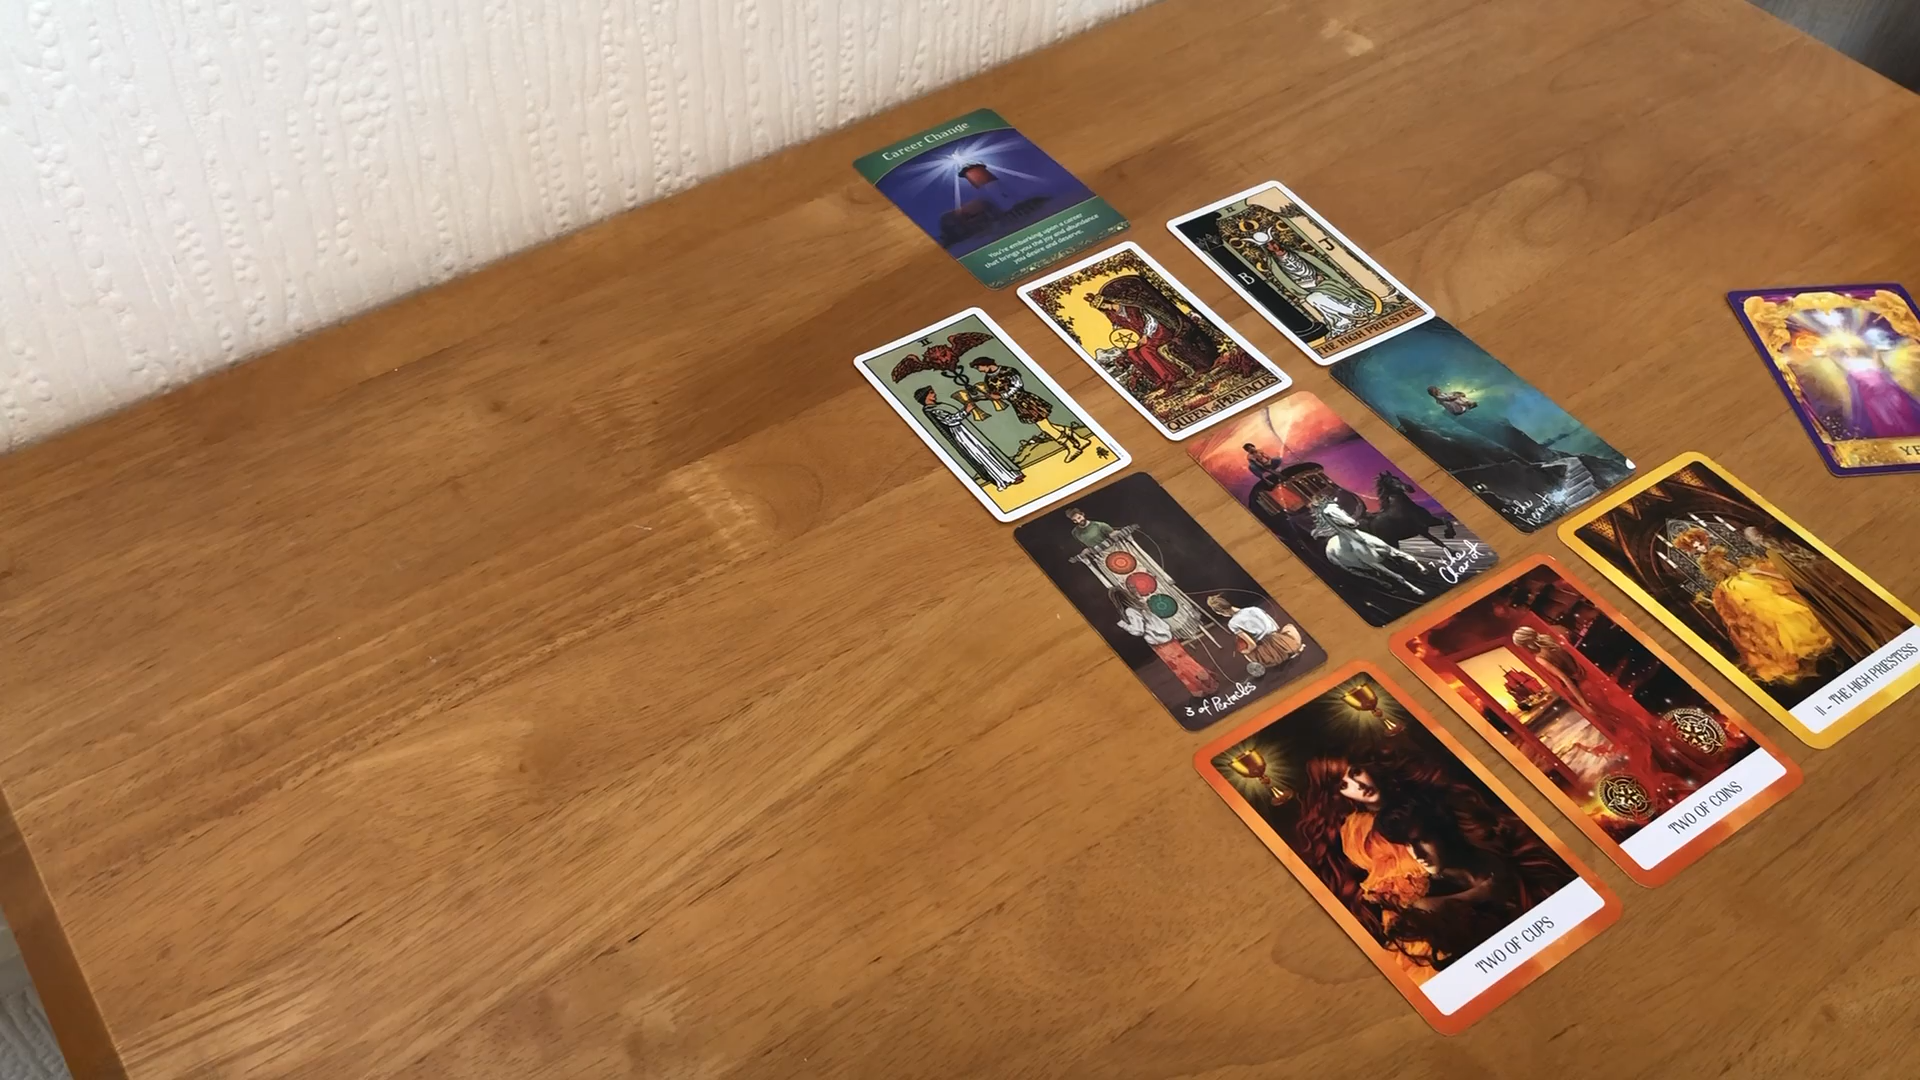 Career Change
You're embarking upon a career
that brings you the joy and abundance
you desire and deserve.
II
B
J
THE HIGH PRIESTESS
II
QUEEN of PENTACLES
the
hermit
the
Chariot
3 of Pentacles
II - THE HIGH PRIESTESS
TWO OF COINS
TWO OF CUPS